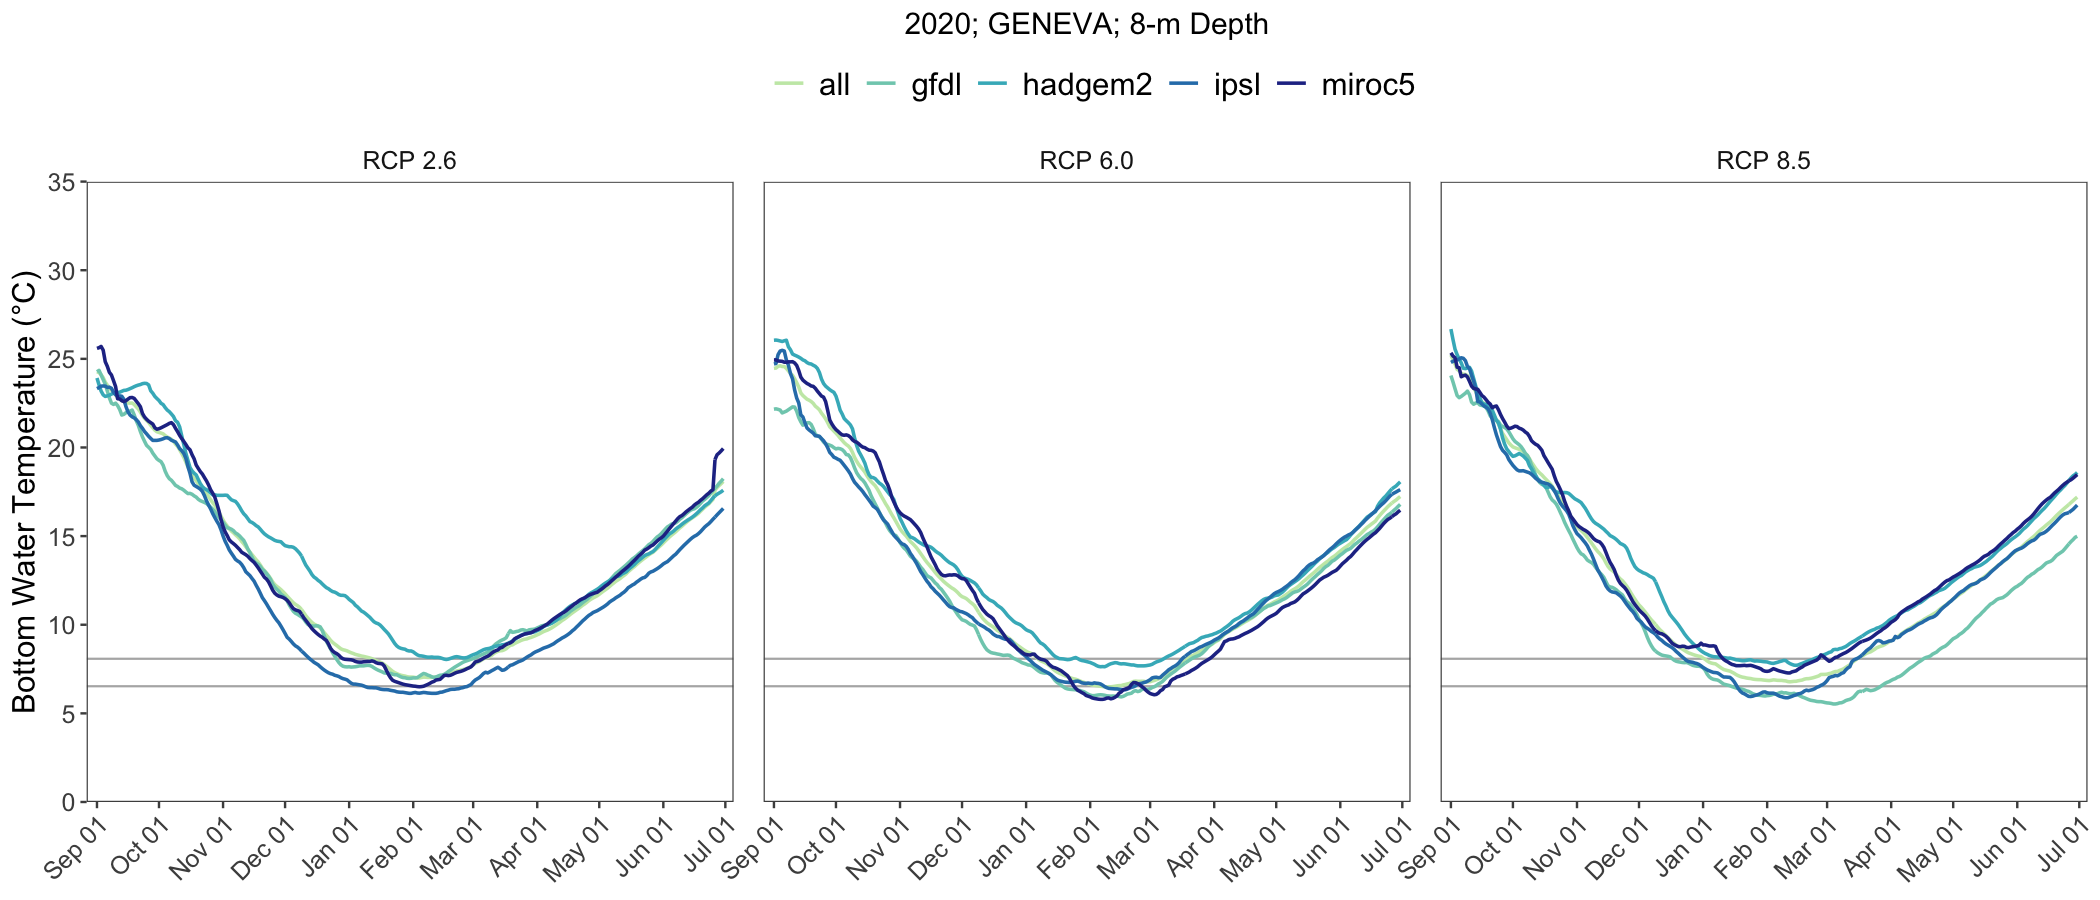 2020; GENEVA; 8-m Depth
all gfdl hadgem2 ipsl miroc5
RCP 2.6 RCP 6.0 RCP 8.5
Bottom Water Temperature (°C)
35
30
25
20
15
10
5
0
Sep 01 Oct 01 Nov 01 Dec 01 Jan 01 Feb 01 Mar 01 Apr 01 May 01 Jun 01 Jul 01 Sep 01 Oct 01 Nov 01 Dec 01 Jan 01 Feb 01 Mar 01 Apr 01 May 01 Jun 01 Jul 01 Sep 01 Oct 01 Nov 01 Dec 01 Jan 01 Feb 01 Mar 01 Apr 01 May 01 Jun 01 Jul 01